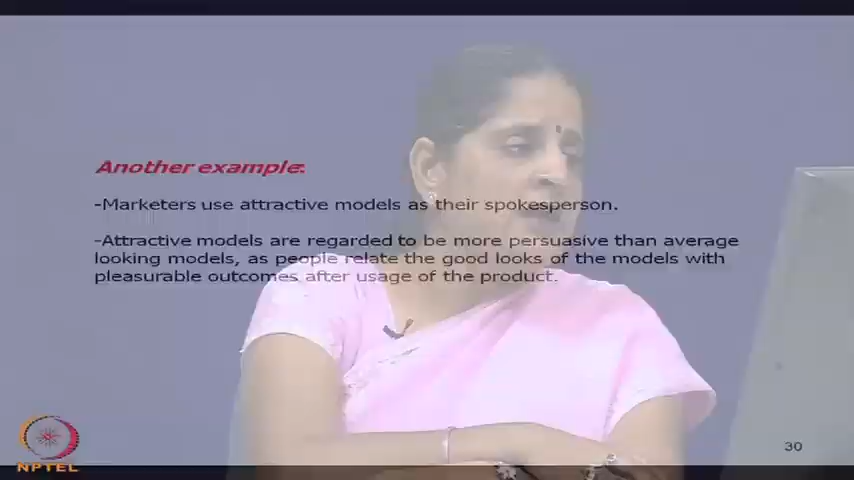 Another example:
-Marketers use attractive models as their spokesperson.
-Attractive models are regarded to be more persuasive than average
looking models, as people relate the good looks of the models with
pleasurable outcomes after usage of the product.
30
NPTEL